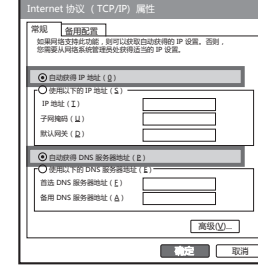 Internet 协议 （TCP/IP）属性
常规 备用配置
如果网络支持此功能，则可以获取自动获得的 IP 设置。否则，
您需要从网络系统管理员处获得适当的 IP 设置。
自动获得 IP 地址（O）
使用以下的 IP 地址（S）
IP 地址（I）
子网掩码（U）
默认网关（D）
自动获得 DNS 服务器地址（P）
使用以下的 DNS 服务器地址（E）
首选 DNS 服务器地址（F）
备用 DNS 服务器地址（A）
高级(V)...
确定 取消